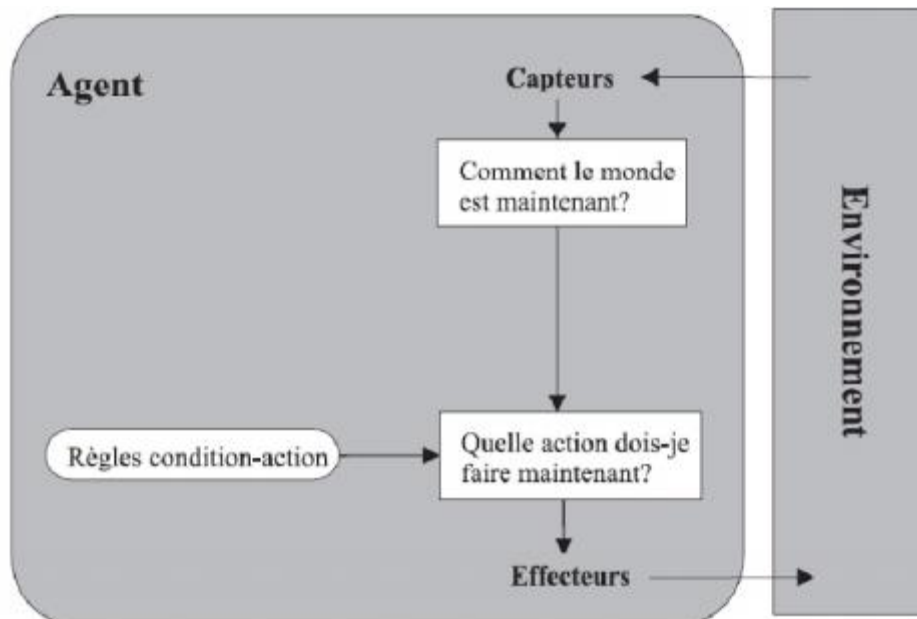 Agent
Capteurs
Comment le monde
est maintenant?
Environnement
Règles condition-action
Quelle action dois-je
faire maintenant?
Effecteurs